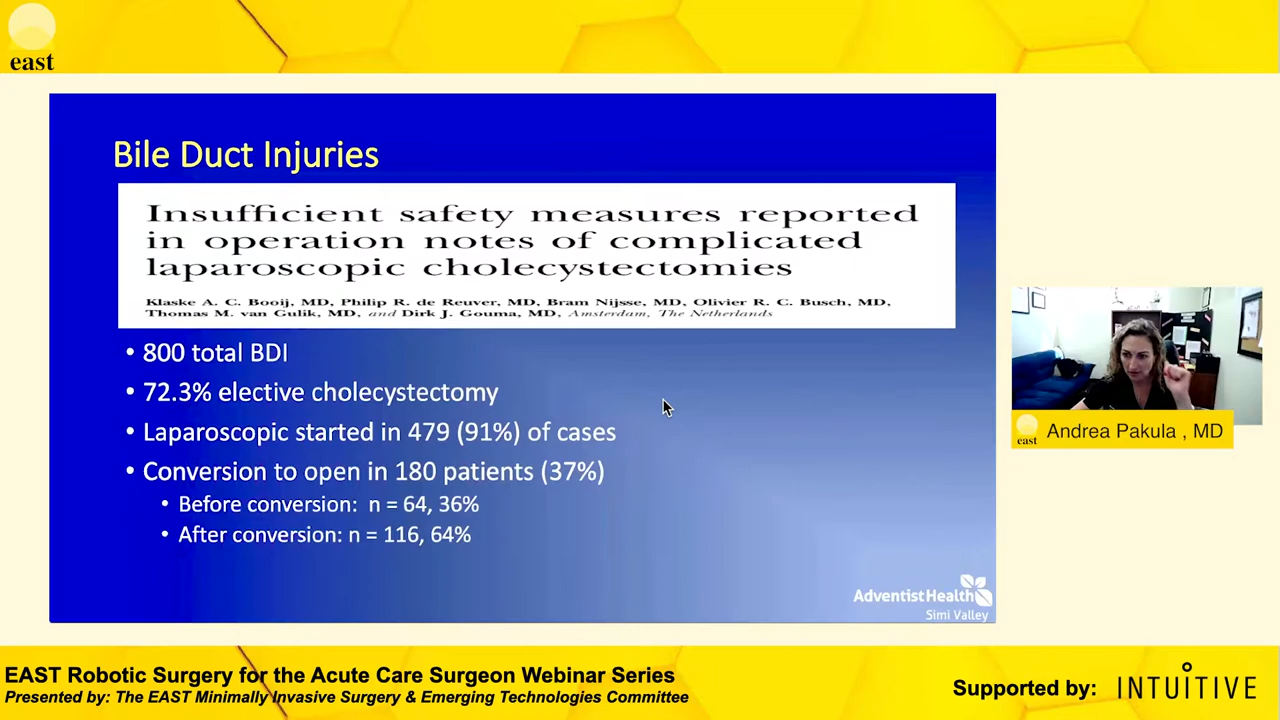 east
Bile Duct Injuries
Insufficient safety measures reported
in operation notes of complicated
laparoscopic cholecystectomies
Klaske A. C. Booij, MD, Philip R. de Reuver, MD, Bram Nijsse, MD, Olivier R. C. Busch, MD,
Thomas M. van Gulik, MD, and Dirk J. Gouma, MD, Amsterdam, The Netherlands
• 800 total BDI
• 72.3% elective cholecystectomy
• Laparoscopic started in 479 (91%) of cases
• Conversion to open in 180 patients (37%)
• Before conversion: n = 64, 36%
• After conversion: n = 116, 64%
AdventistHealth
Simi Valley
east Andrea Pakula , MD
EAST Robotic Surgery for the Acute Care Surgeon Webinar Series
Presented by: The EAST Minimally Invasive Surgery & Emerging Technologies Committee
Supported by: INTUITIVE